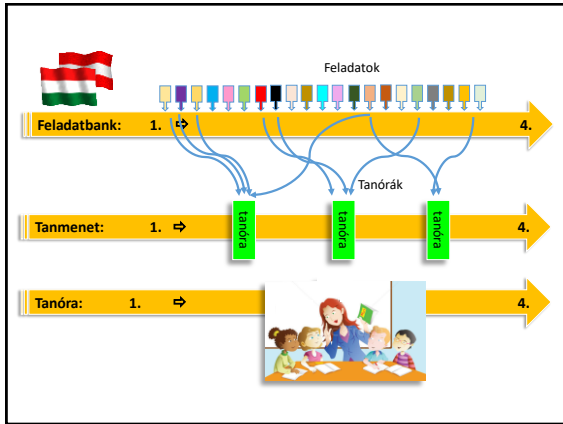 Feladatok
Feladatbank: 1. ⇨ 4.
Tanórák
tanóra
tanóra
tanóra
Tanmenet: 1. ⇨ 4.
Tanóra: 1. ⇨ 4.